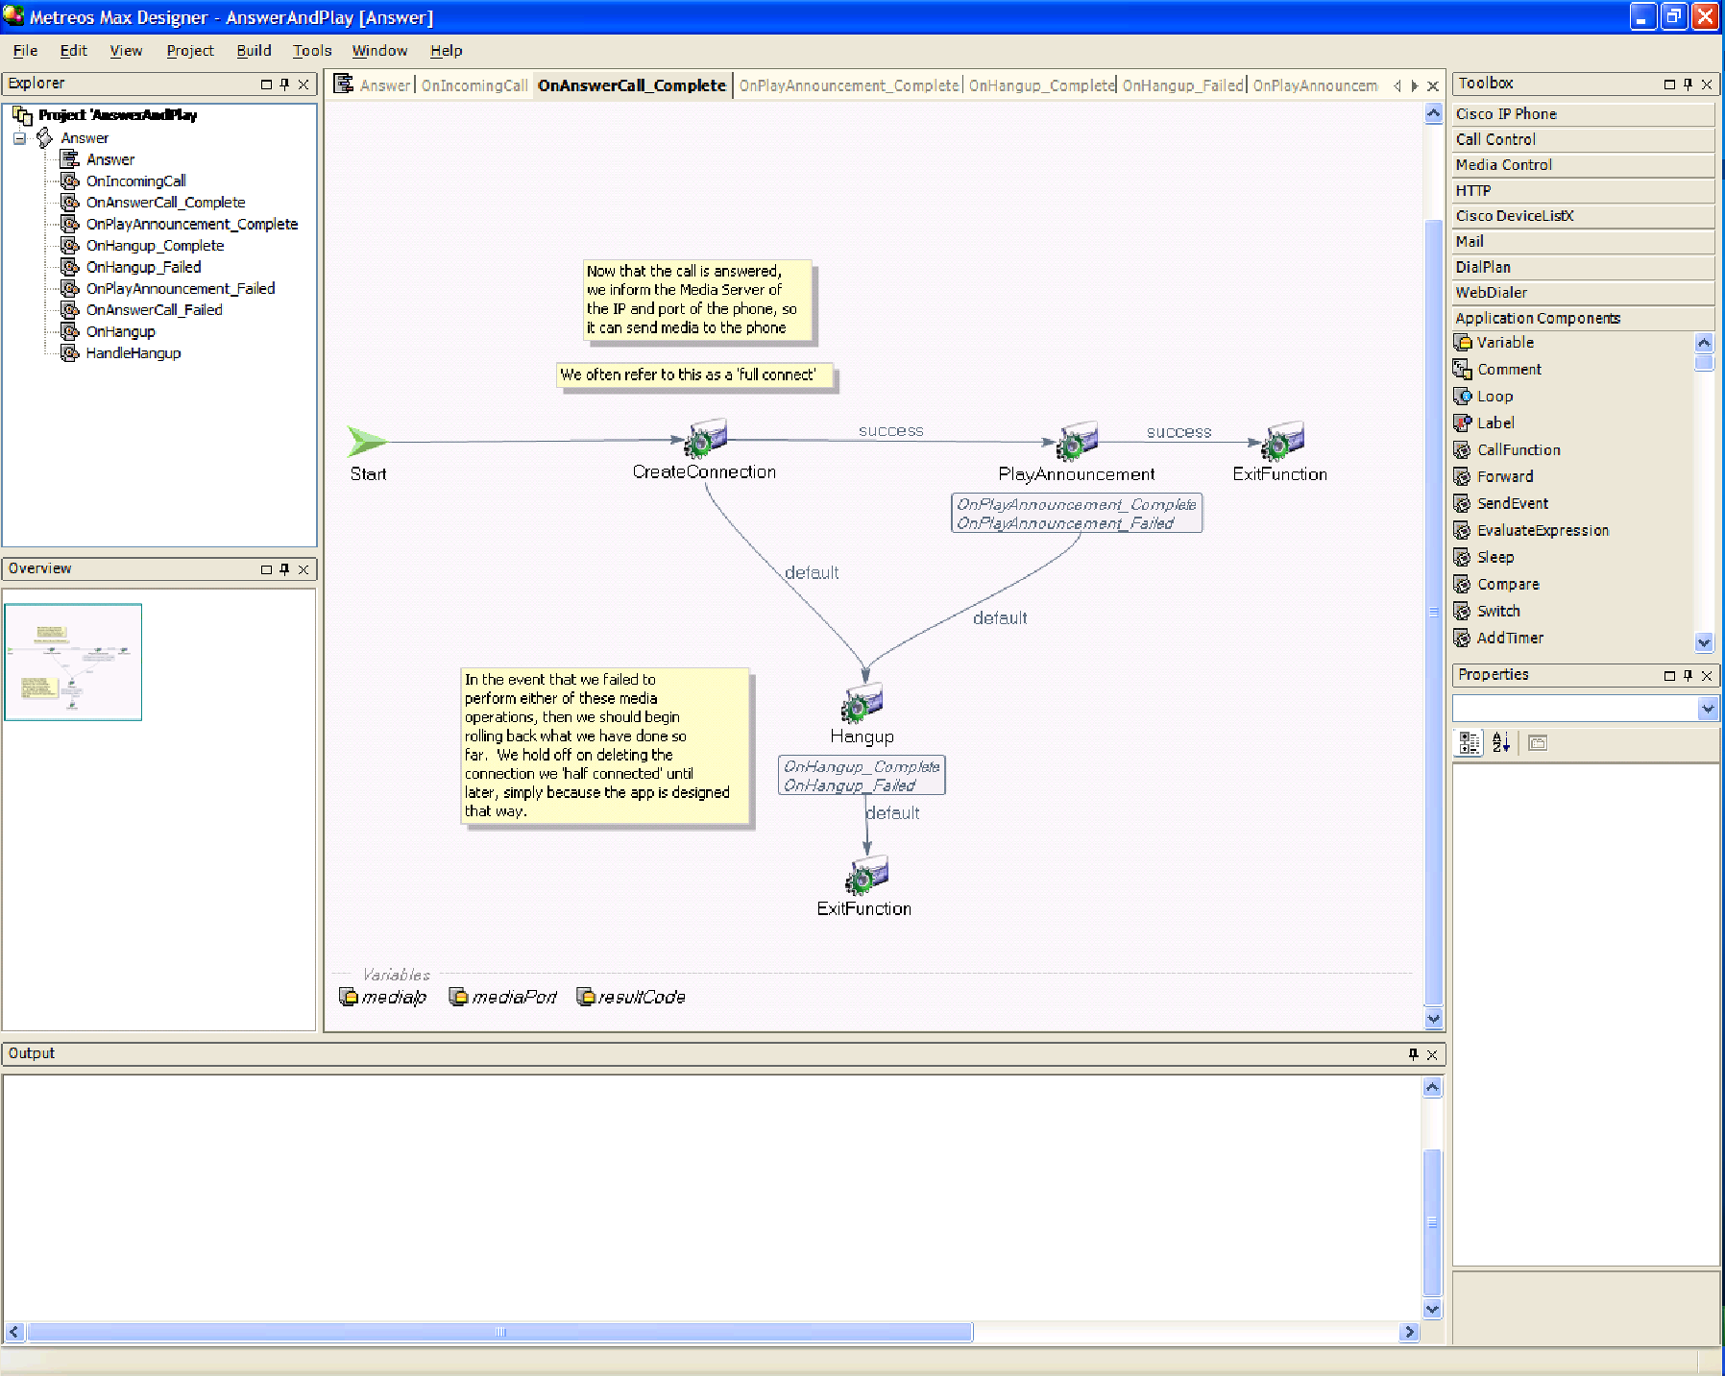 Metreos Max Designer - AnswerAndPlay [Answer]
File Edit View Project Build Tools Window Help
Explorer
Project 'AnswerAndPlay
Answer
Answer
OnIncomingCall
OnAnswerCall_Complete
OnPlayAnnouncement_Complete
OnHangup_Complete
OnHangup_Failed
OnPlayAnnouncement_Failed
OnAnswerCall_Failed
OnHangup
HandleHangup
Overview
Answer OnIncomingCall OnAnswerCall_Complete OnPlayAnnouncement_Complete OnHangup_Complete OnHangup_Failed OnPlayAnnouncem
Now that the call is answered,
we inform the Media Server of
the IP and port of the phone, so
it can send media to the phone
We often refer to this as a 'full connect'
Start
CreateConnection
success
PlayAnnouncement
success
ExitFunction
OnPlayAnnouncement_Complete
OnPlayAnnouncement_Failed
default
default
In the event that we failed to
perform either of these media
operations, then we should begin
rolling back what we have done so
far. We hold off on deleting the
connection we 'half connected' until
later, simply because the app is designed
that way.
Hangup
OnHangup_Complete
OnHangup_Failed
default
ExitFunction
Variables
mediaIp mediaPort resultCode
Output
Toolbox
Cisco IP Phone
Call Control
Media Control
HTTP
Cisco DeviceListX
Mail
DialPlan
WebDialer
Application Components
Variable
Comment
Loop
Label
CallFunction
Forward
SendEvent
EvaluateExpression
Sleep
Compare
Switch
AddTimer
Properties